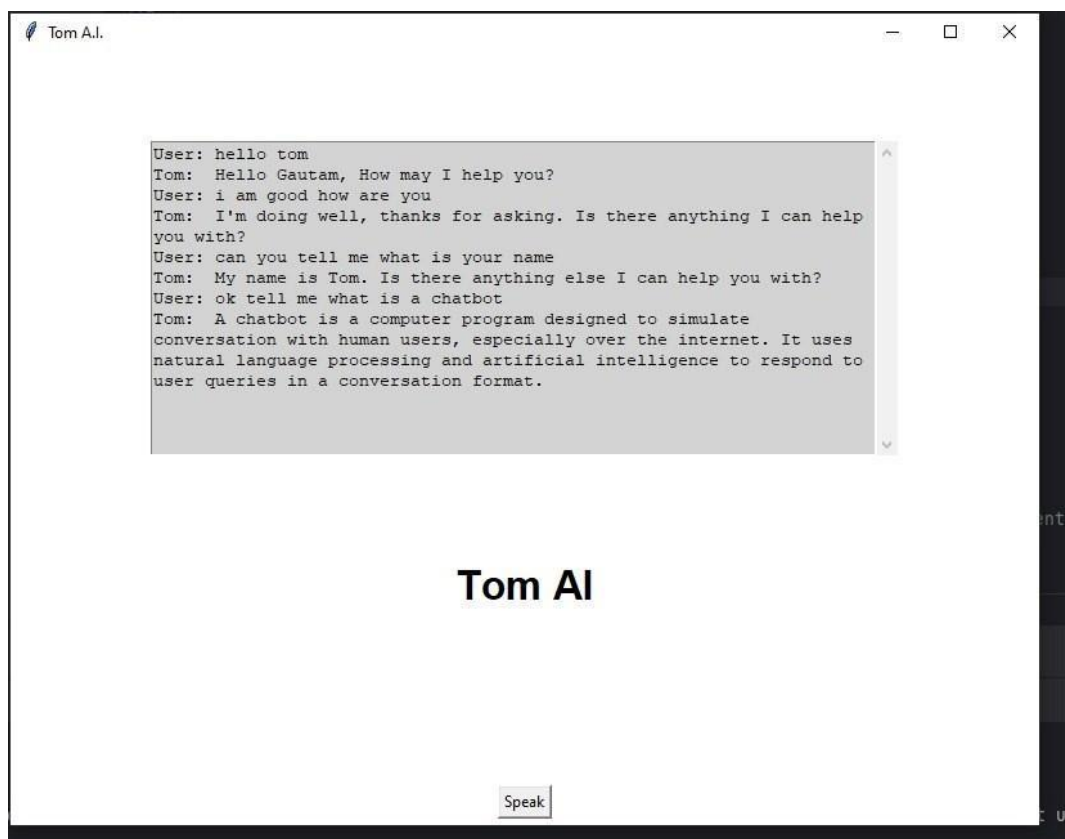 Tom A.I.
User: hello tom
Tom:  Hello Gautam, How may I help you?
User: i am good how are you
Tom:  I'm doing well, thanks for asking. Is there anything I can help
you with?
User: can you tell me what is your name
Tom:  My name is Tom. Is there anything else I can help you with?
User: ok tell me what is a chatbot
Tom:  A chatbot is a computer program designed to simulate
conversation with human users, especially over the internet. It uses
natural language processing and artificial intelligence to respond to
user queries in a conversation format.
Tom AI
Speak